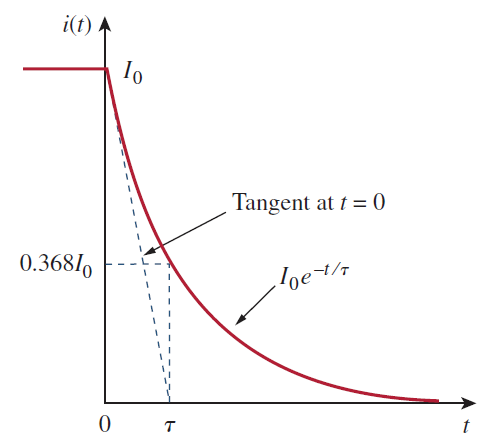 i(t)
I₀
Tangent at t = 0
0.368I₀
I₀e^{−t/τ}
0
τ
t